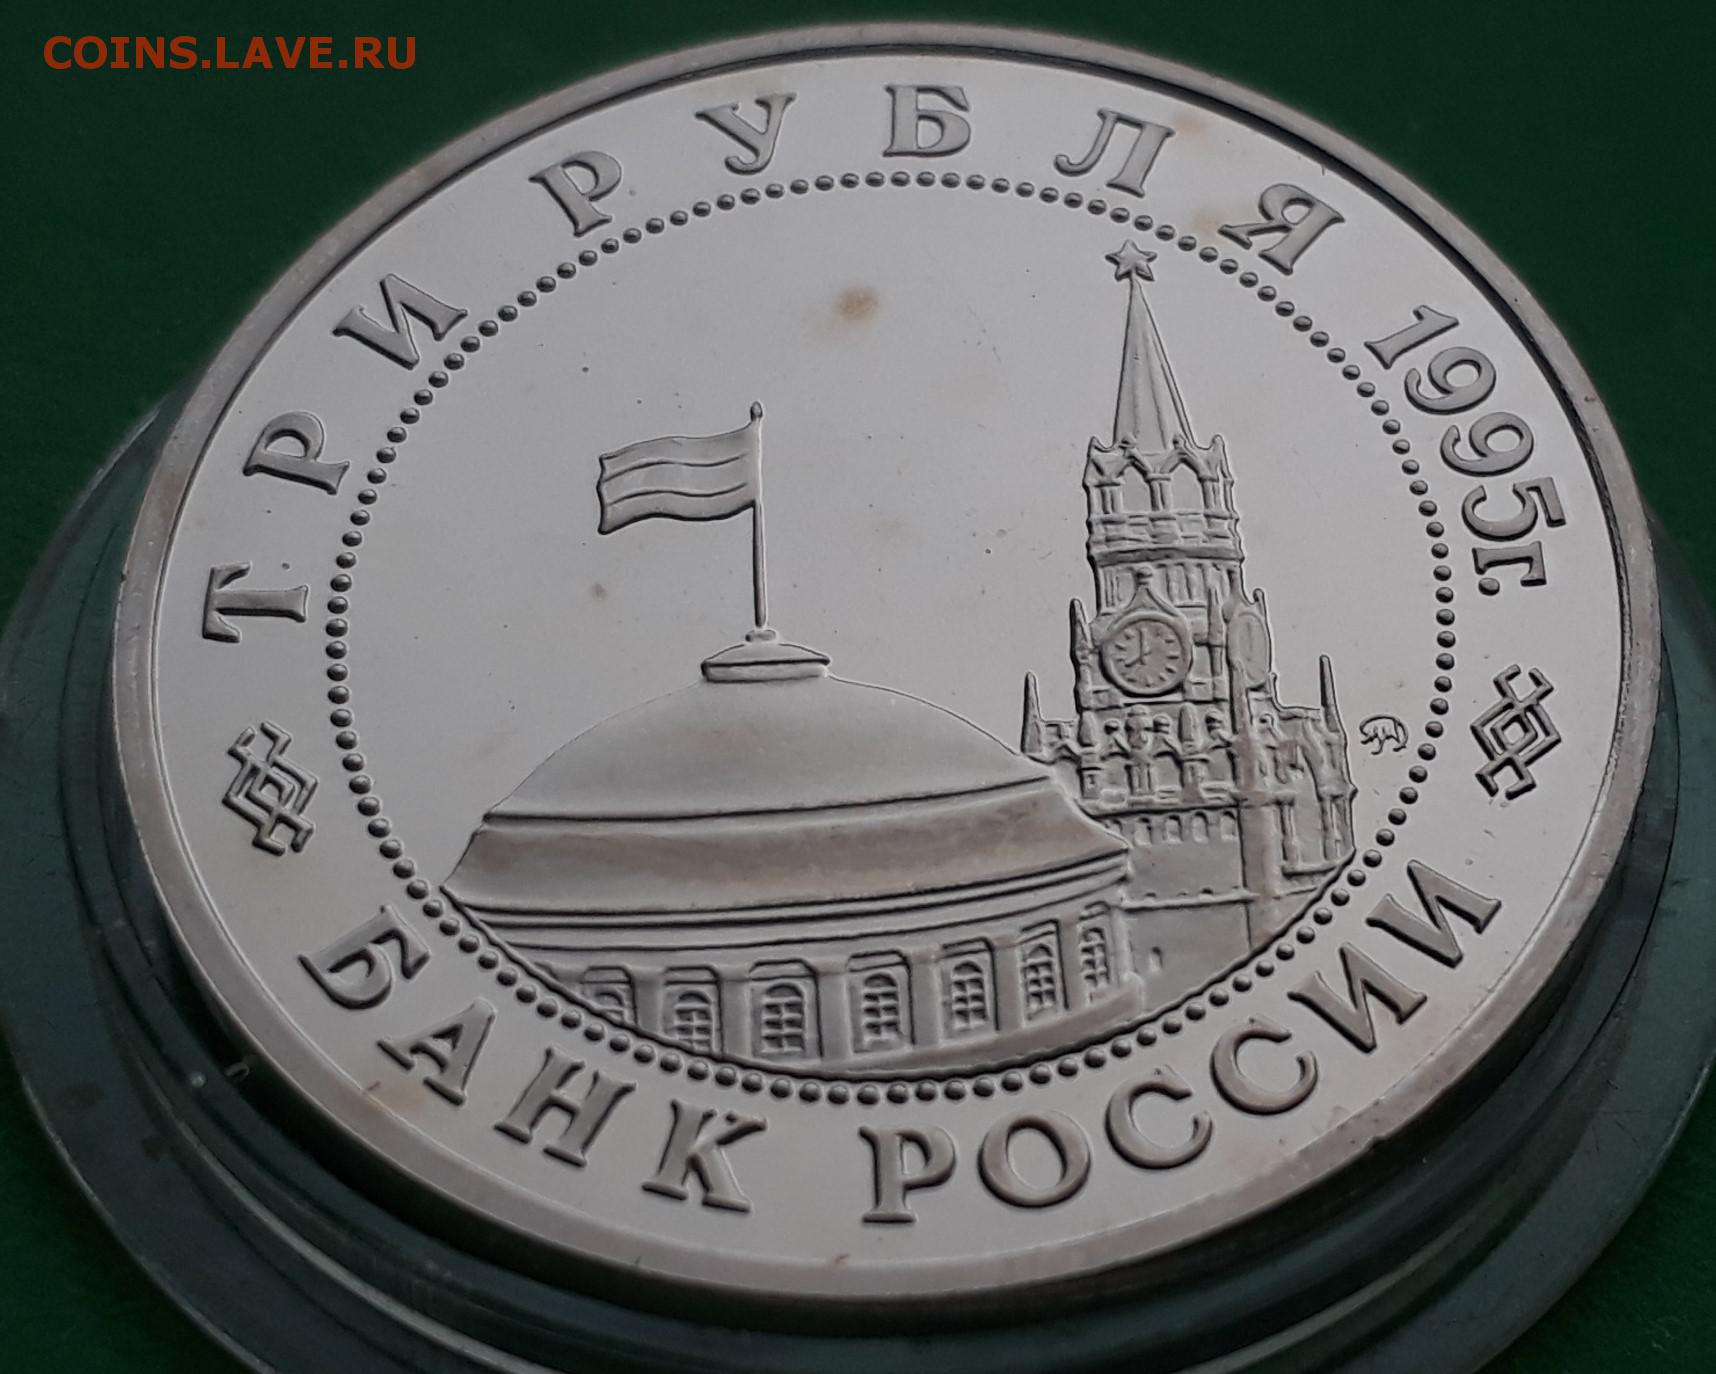 COINS.LAVE.RU
ТРИ РУБЛЯ 1995г.
БАНК РОССИИ